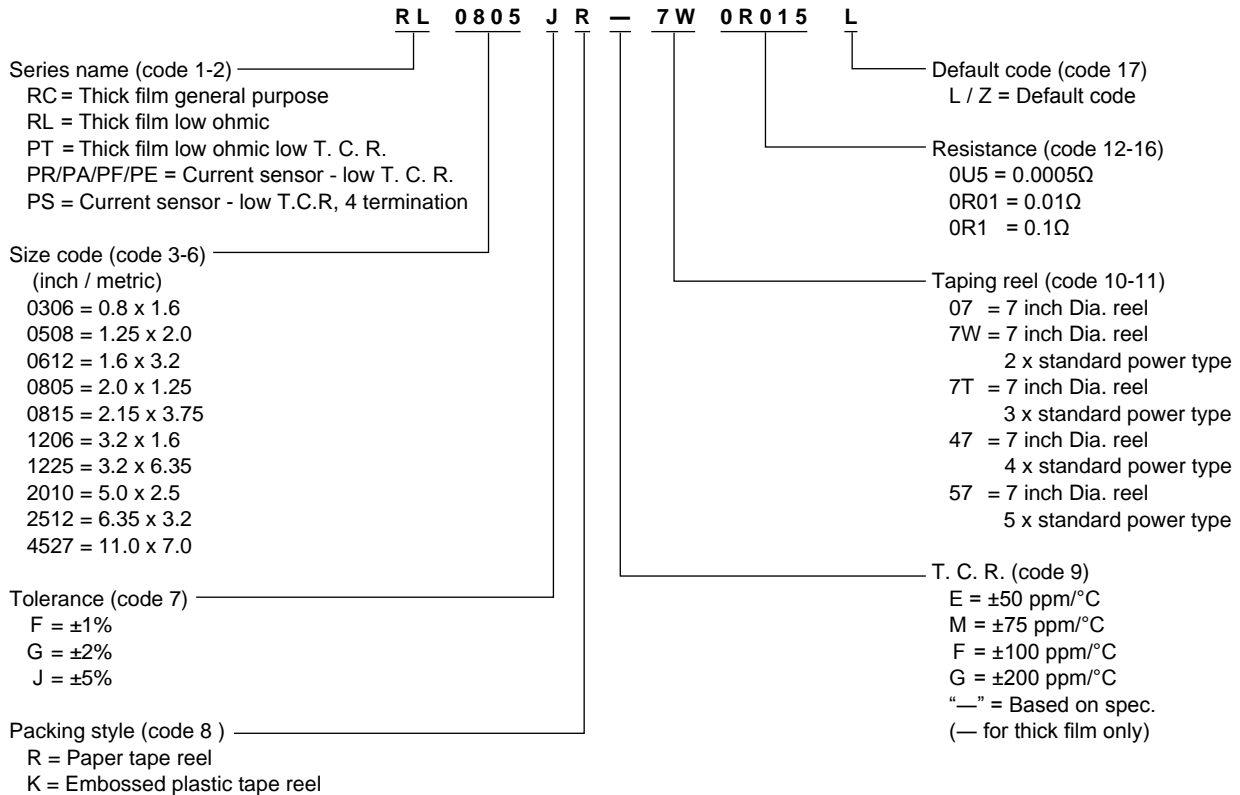 RL 0805 J R — 7W 0R015 L
Series name (code 1-2)
RC = Thick film general purpose
RL = Thick film low ohmic
PT = Thick film low ohmic low T. C. R.
PR/PA/PF/PE = Current sensor - low T. C. R.
PS = Current sensor - low T.C.R, 4 termination
Size code (code 3-6)
(inch / metric)
0306 = 0.8 x 1.6
0508 = 1.25 x 2.0
0612 = 1.6 x 3.2
0805 = 2.0 x 1.25
0815 = 2.15 x 3.75
1206 = 3.2 x 1.6
1225 = 3.2 x 6.35
2010 = 5.0 x 2.5
2512 = 6.35 x 3.2
4527 = 11.0 x 7.0
Tolerance (code 7)
F = ±1%
G = ±2%
J = ±5%
Packing style (code 8 )
R = Paper tape reel
K = Embossed plastic tape reel
Default code (code 17)
L / Z = Default code
Resistance (code 12-16)
0U5 = 0.0005Ω
0R01 = 0.01Ω
0R1 = 0.1Ω
Taping reel (code 10-11)
07 = 7 inch Dia. reel
7W = 7 inch Dia. reel
2 x standard power type
7T = 7 inch Dia. reel
3 x standard power type
47 = 7 inch Dia. reel
4 x standard power type
57 = 7 inch Dia. reel
5 x standard power type
T. C. R. (code 9)
E = ±50 ppm/°C
M = ±75 ppm/°C
F = ±100 ppm/°C
G = ±200 ppm/°C
“—” = Based on spec.
(— for thick film only)